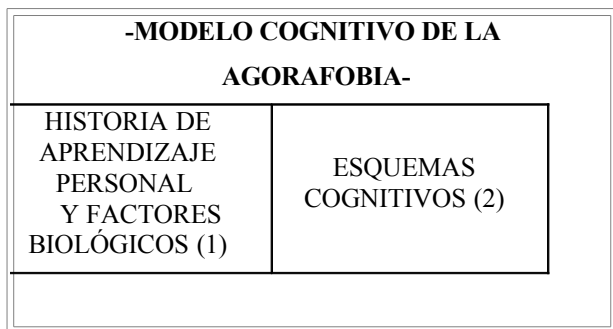 -MODELO COGNITIVO DE LA
AGORAFOBIA-
HISTORIA DE
APRENDIZAJE
PERSONAL
Y FACTORES
BIOLÓGICOS (1)
ESQUEMAS
COGNITIVOS (2)